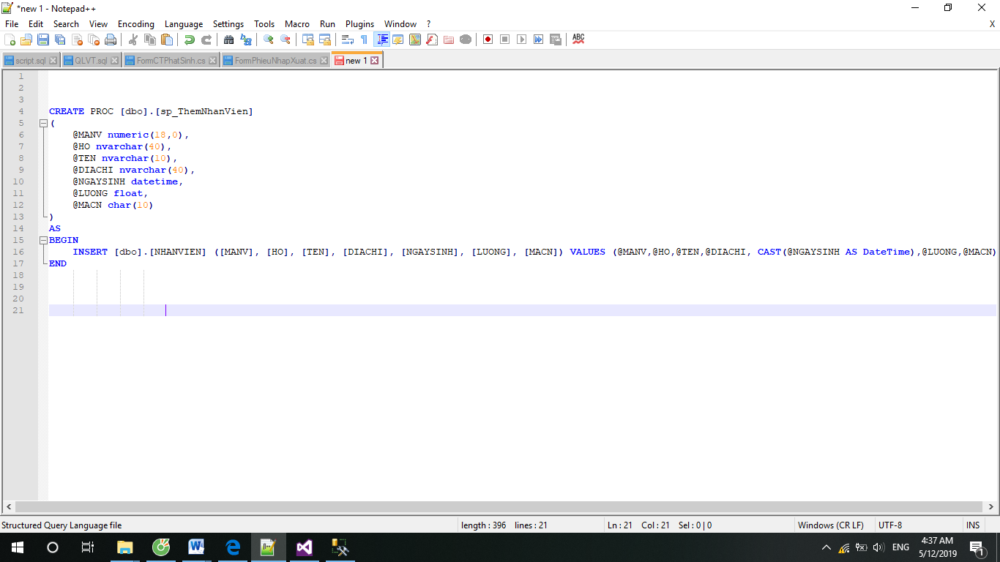 *new 1 - Notepad++
File Edit Search View Encoding Language Settings Tools Macro Run Plugins Window ? X
ABC
script.sql QLVT.sql FormCTPhatSinh.cs FormPhieuNhapXuat.cs new 1
1
2
3
4 CREATE PROC [dbo].[sp_ThemNhanVien]
5 (
6 @MANV numeric(18,0),
7 @HO nvarchar(40),
8 @TEN nvarchar(10),
9 @DIACHI nvarchar(40),
10 @NGAYSINH datetime,
11 @LUONG float,
12 @MACN char(10)
13 )
14 AS
15 BEGIN
16 INSERT [dbo].[NHANVIEN] ([MANV], [HO], [TEN], [DIACHI], [NGAYSINH], [LUONG], [MACN]) VALUES (@MANV,@HO,@TEN,@DIACHI, CAST(@NGAYSINH AS DateTime),@LUONG,@MACN)
17 END
18
19
20
21
Structured Query Language file length : 396 lines : 21 Ln : 21 Col : 21 Sel : 0 | 0 Windows (CR LF) UTF-8 INS
ENG 4:37 AM
5/12/2019 1